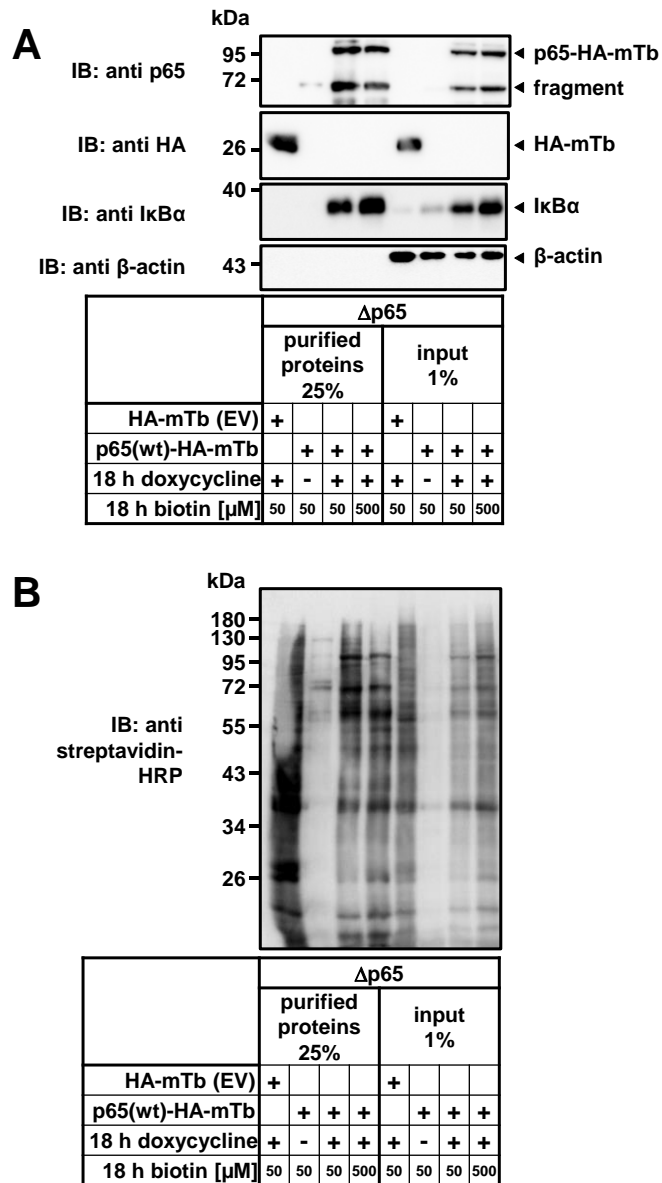 A
kDa
IB: anti p65
95
72
p65-HA-mTb
fragment
IB: anti HA
26
HA-mTb
IB: anti IκBα
40
IκBα
IB: anti β-actin
43
β-actin
Δp65
purified proteins 25%
input 1%
HA-mTb (EV) + +
p65(wt)-HA-mTb + + + + + +
18 h doxycycline + - + + + - + +
18 h biotin [µM] 50 50 50 500 50 50 50 500
B
kDa
180
130
95
72
55
43
34
26
IB: anti
streptavidin-
HRP
Δp65
purified proteins 25%
input 1%
HA-mTb (EV) + +
p65(wt)-HA-mTb + + + + + +
18 h doxycycline + - + + + - + +
18 h biotin [µM] 50 50 50 500 50 50 50 500